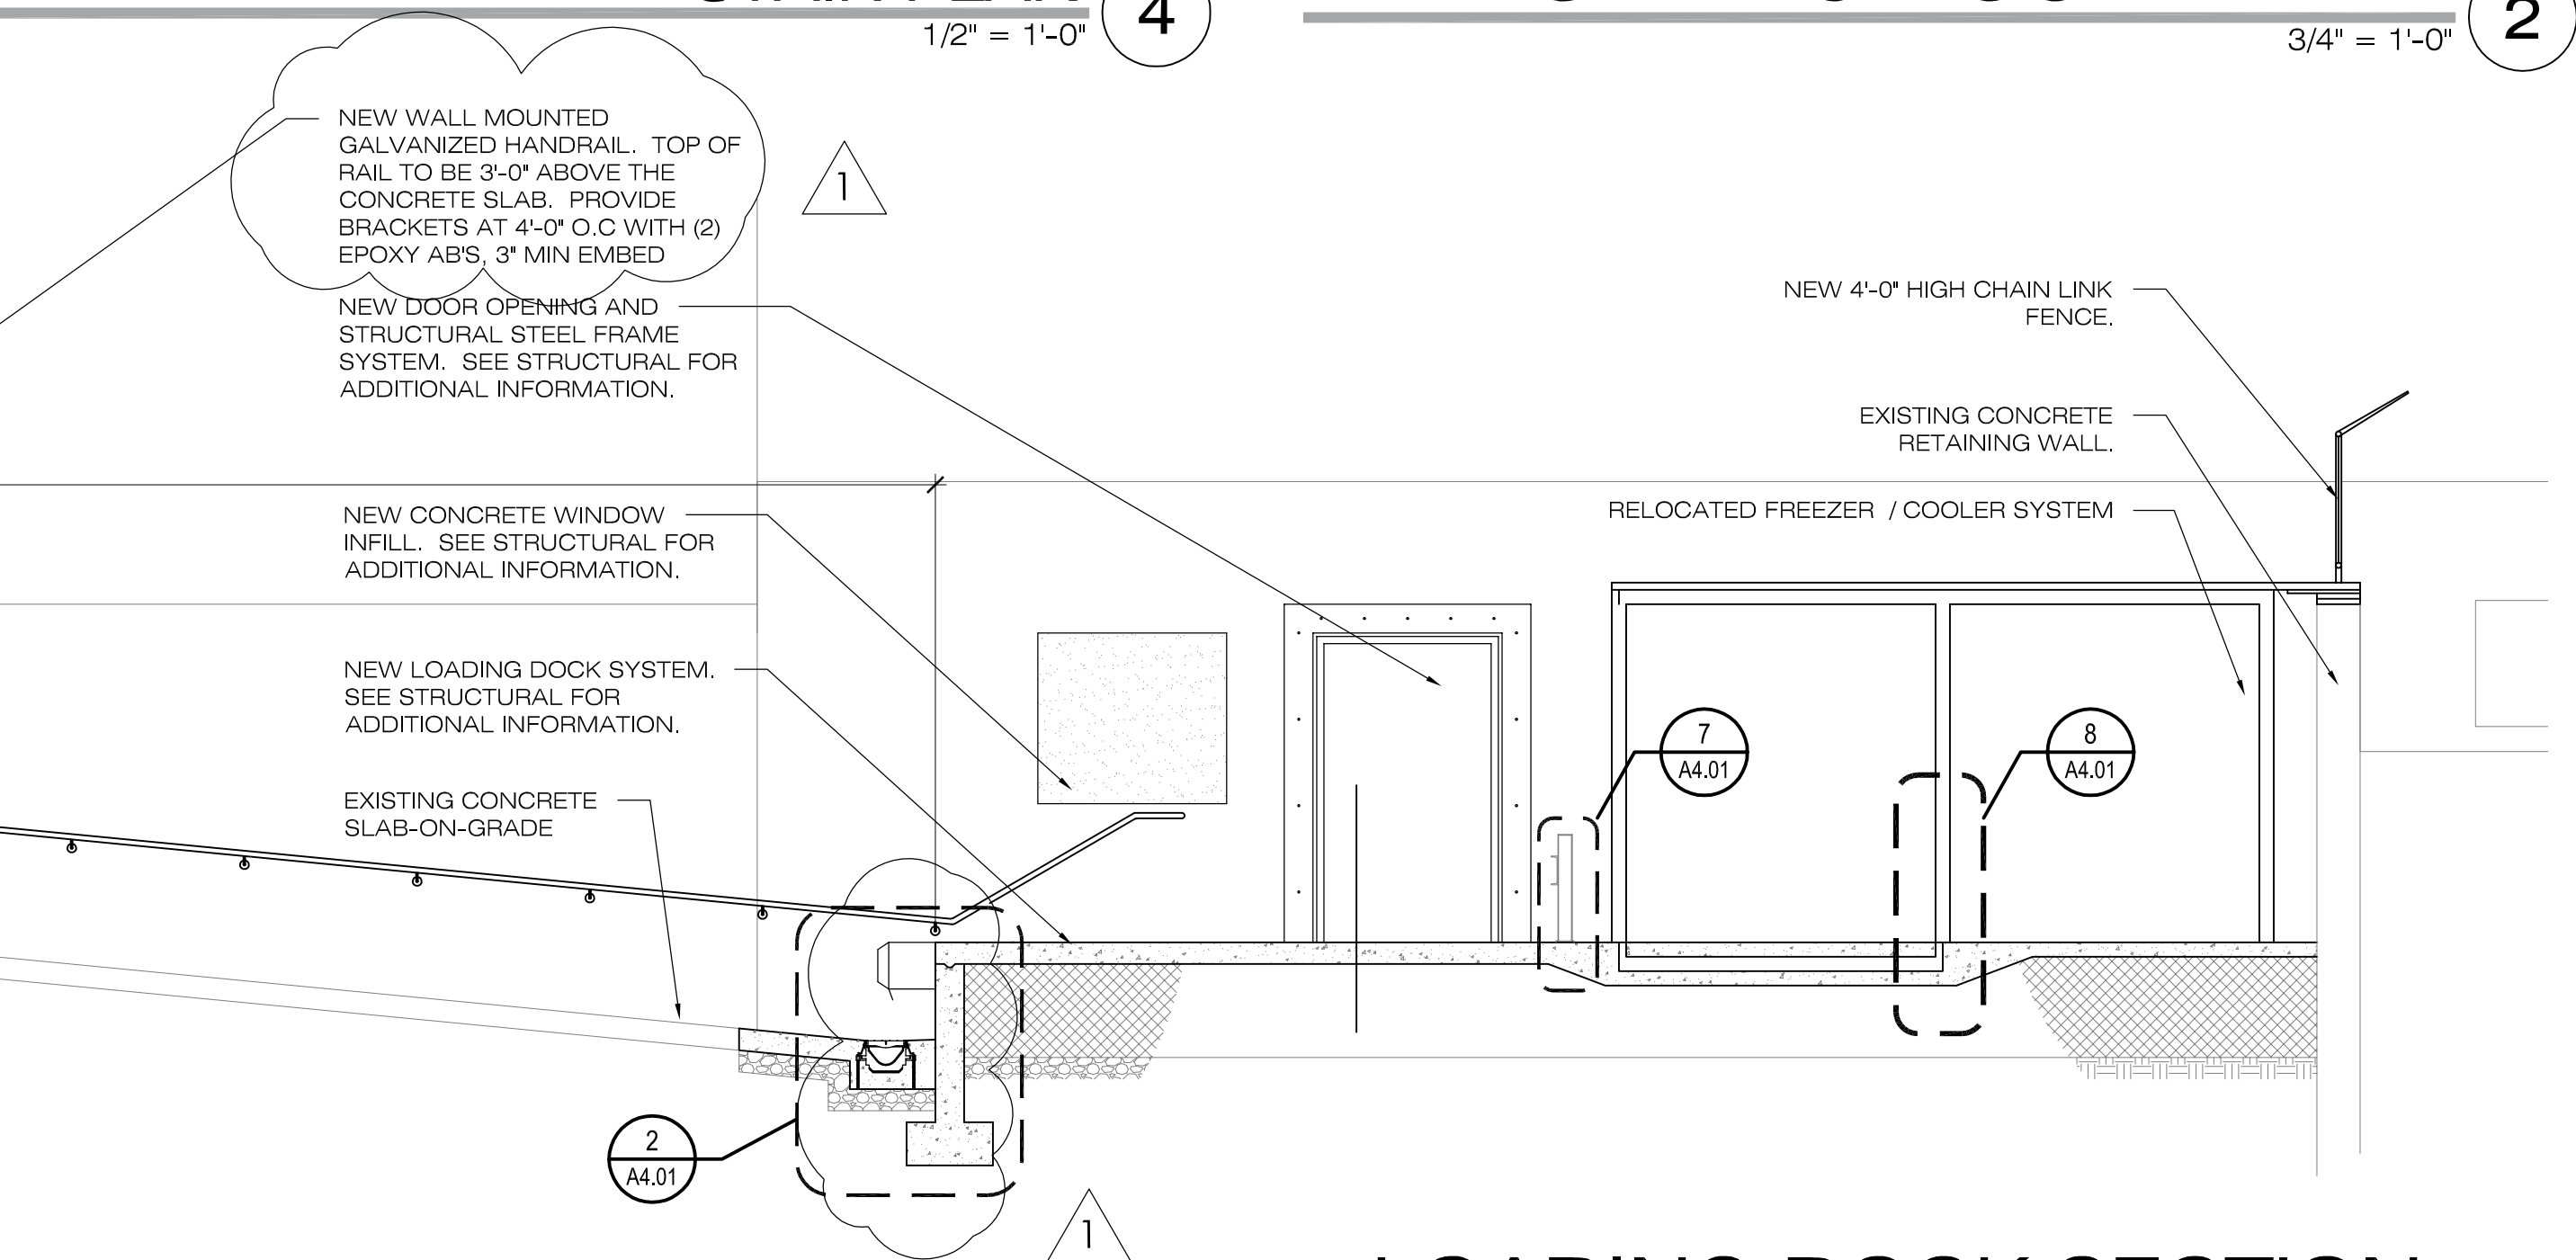 STAIR PLAN
4
1/2" = 1'-0"
2
3/4" = 1'-0"
NEW WALL MOUNTED
GALVANIZED HANDRAIL. TOP OF
RAIL TO BE 3'-0" ABOVE THE
CONCRETE SLAB. PROVIDE
BRACKETS AT 4'-0" O.C WITH (2)
EPOXY AB'S, 3" MIN EMBED
1
NEW DOOR OPENING AND
STRUCTURAL STEEL FRAME
SYSTEM. SEE STRUCTURAL FOR
ADDITIONAL INFORMATION.
NEW CONCRETE WINDOW
INFILL. SEE STRUCTURAL FOR
ADDITIONAL INFORMATION.
NEW LOADING DOCK SYSTEM.
SEE STRUCTURAL FOR
ADDITIONAL INFORMATION.
EXISTING CONCRETE
SLAB-ON-GRADE
NEW 4'-0" HIGH CHAIN LINK
FENCE.
EXISTING CONCRETE
RETAINING WALL.
RELOCATED FREEZER / COOLER SYSTEM
7
A4.01
8
A4.01
2
A4.01
1
LOADING DOCK SECTION